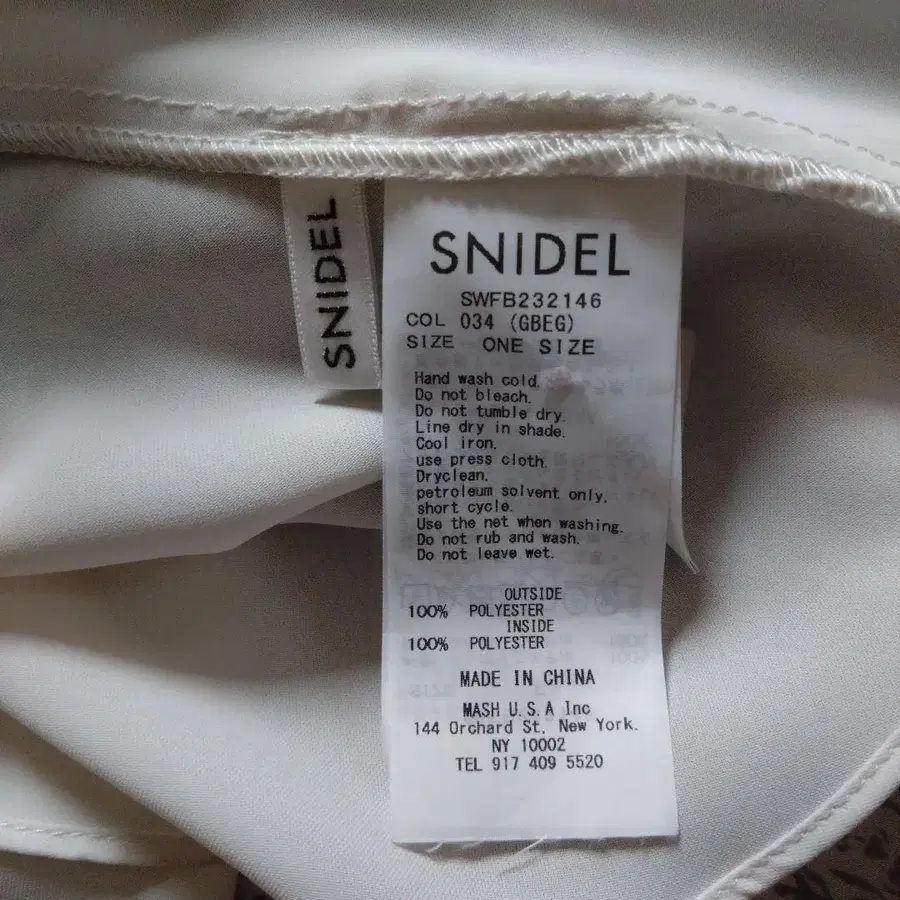 SNIDEL
SNIDEL
SWFB232146
COL 034 (GBEG)
SIZE ONE SIZE
Hand wash cold.
Do not bleach.
Do not tumble dry.
Line dry in shade.
Cool iron.
use press cloth.
Dryclean.
petroleum solvent only.
short cycle.
Use the net when washing.
Do not rub and wash.
Do not leave wet.
OUTSIDE
100% POLYESTER
INSIDE
100% POLYESTER
MADE IN CHINA
MASH U.S.A Inc
144 Orchard St. New York.
NY 10002
TEL 917 409 5520